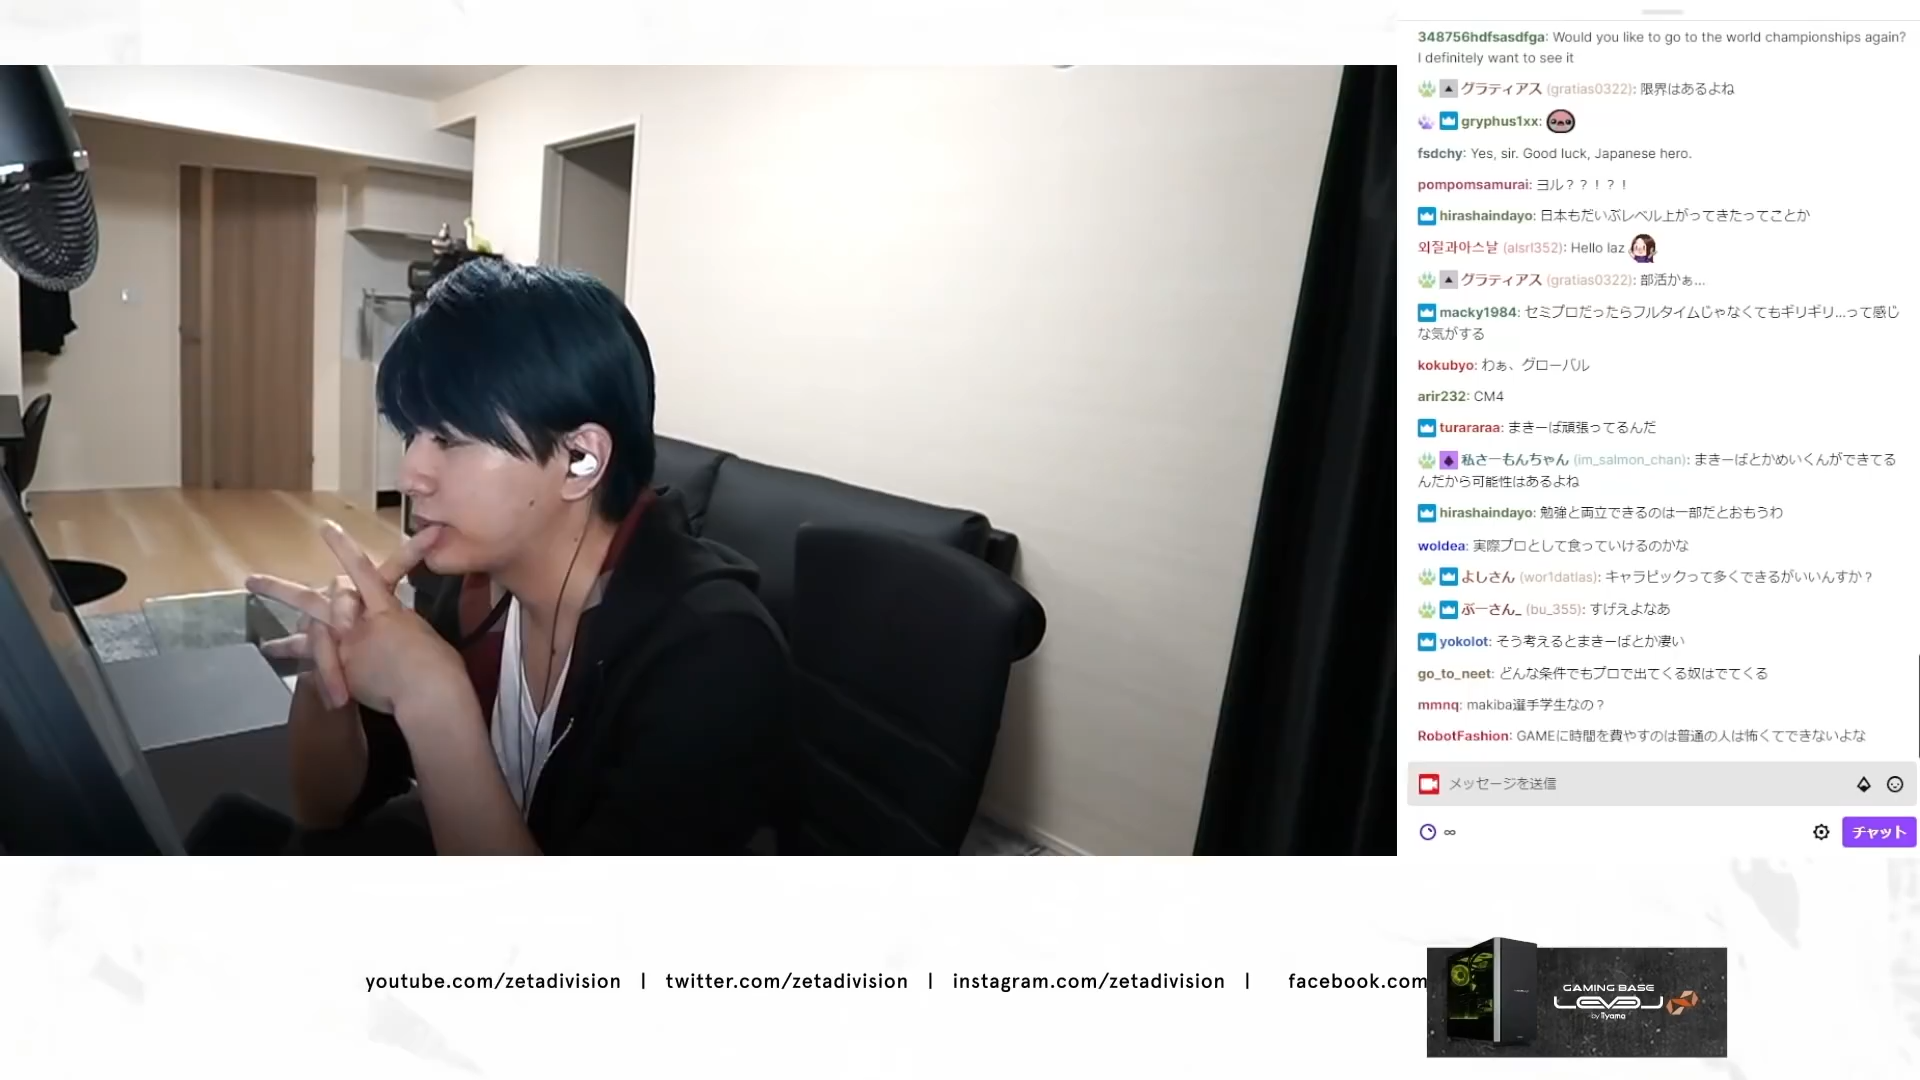 348756hdfsasdfga: Would you like to go to the world championships again?
I definitely want to see it
グラティアス (gratias0322): 限界はあるよね
gryphus1xx:
fsdchy: Yes, sir. Good luck, Japanese hero.
pompomsamurai: ヨル？？！？！
hirashaindayo: 日本もだいぶレベル上がってきたってことか
외질과아스날 (alsrl352): Hello laz
グラティアス (gratias0322): 部活かぁ...
macky1984: セミプロだったらフルタイムじゃなくてもギリギリ...って感じ
な気がする
kokubyo: わぁ、グローバル
arir232: CM4
turararaa: まきーば頑張ってるんだ
私さーもんちゃん (im_salmon_chan): まきーばとかめいくんができてる
んだから可能性はあるよね
hirashaindayo: 勉強と両立できるのは一部だとおもうわ
woldea: 実際プロとして食っていけるのかな
よしさん (wor1datlas): キャラピックって多くできるがいいんすか？
ぶーさん_ (bu_355): すげえよなあ
yokolot: そう考えるとまきーばとか凄い
go_to_neet: どんな条件でもプロで出てくる奴はでてくる
mmnq: makiba選手学生なの？
RobotFashion: GAMEに時間を費やすのは普通の人は怖くてできないよな
メッセージを送信
∞
チャット
youtube.com/zetadivision | twitter.com/zetadivision | instagram.com/zetadivision | facebook.com
GAMING BASE
LEVEL
by iiyama